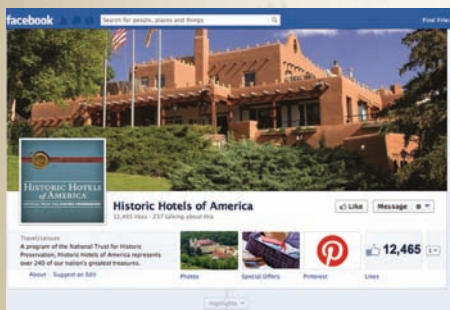 facebook
Search for people, places and things
Find Frie
HISTORIC HOTELS
of AMERICA
Historic Hotels of America
12,465 likes · 237 talking about this
Like
Message
Travel/Leisure
A program of the National Trust for Historic
Preservation, Historic Hotels of America represents
over 240 of our nation's greatest treasures.
About
Suggest an Edit
Photos
Special Offers
Pinterest
12,465
1
Likes
Highlights